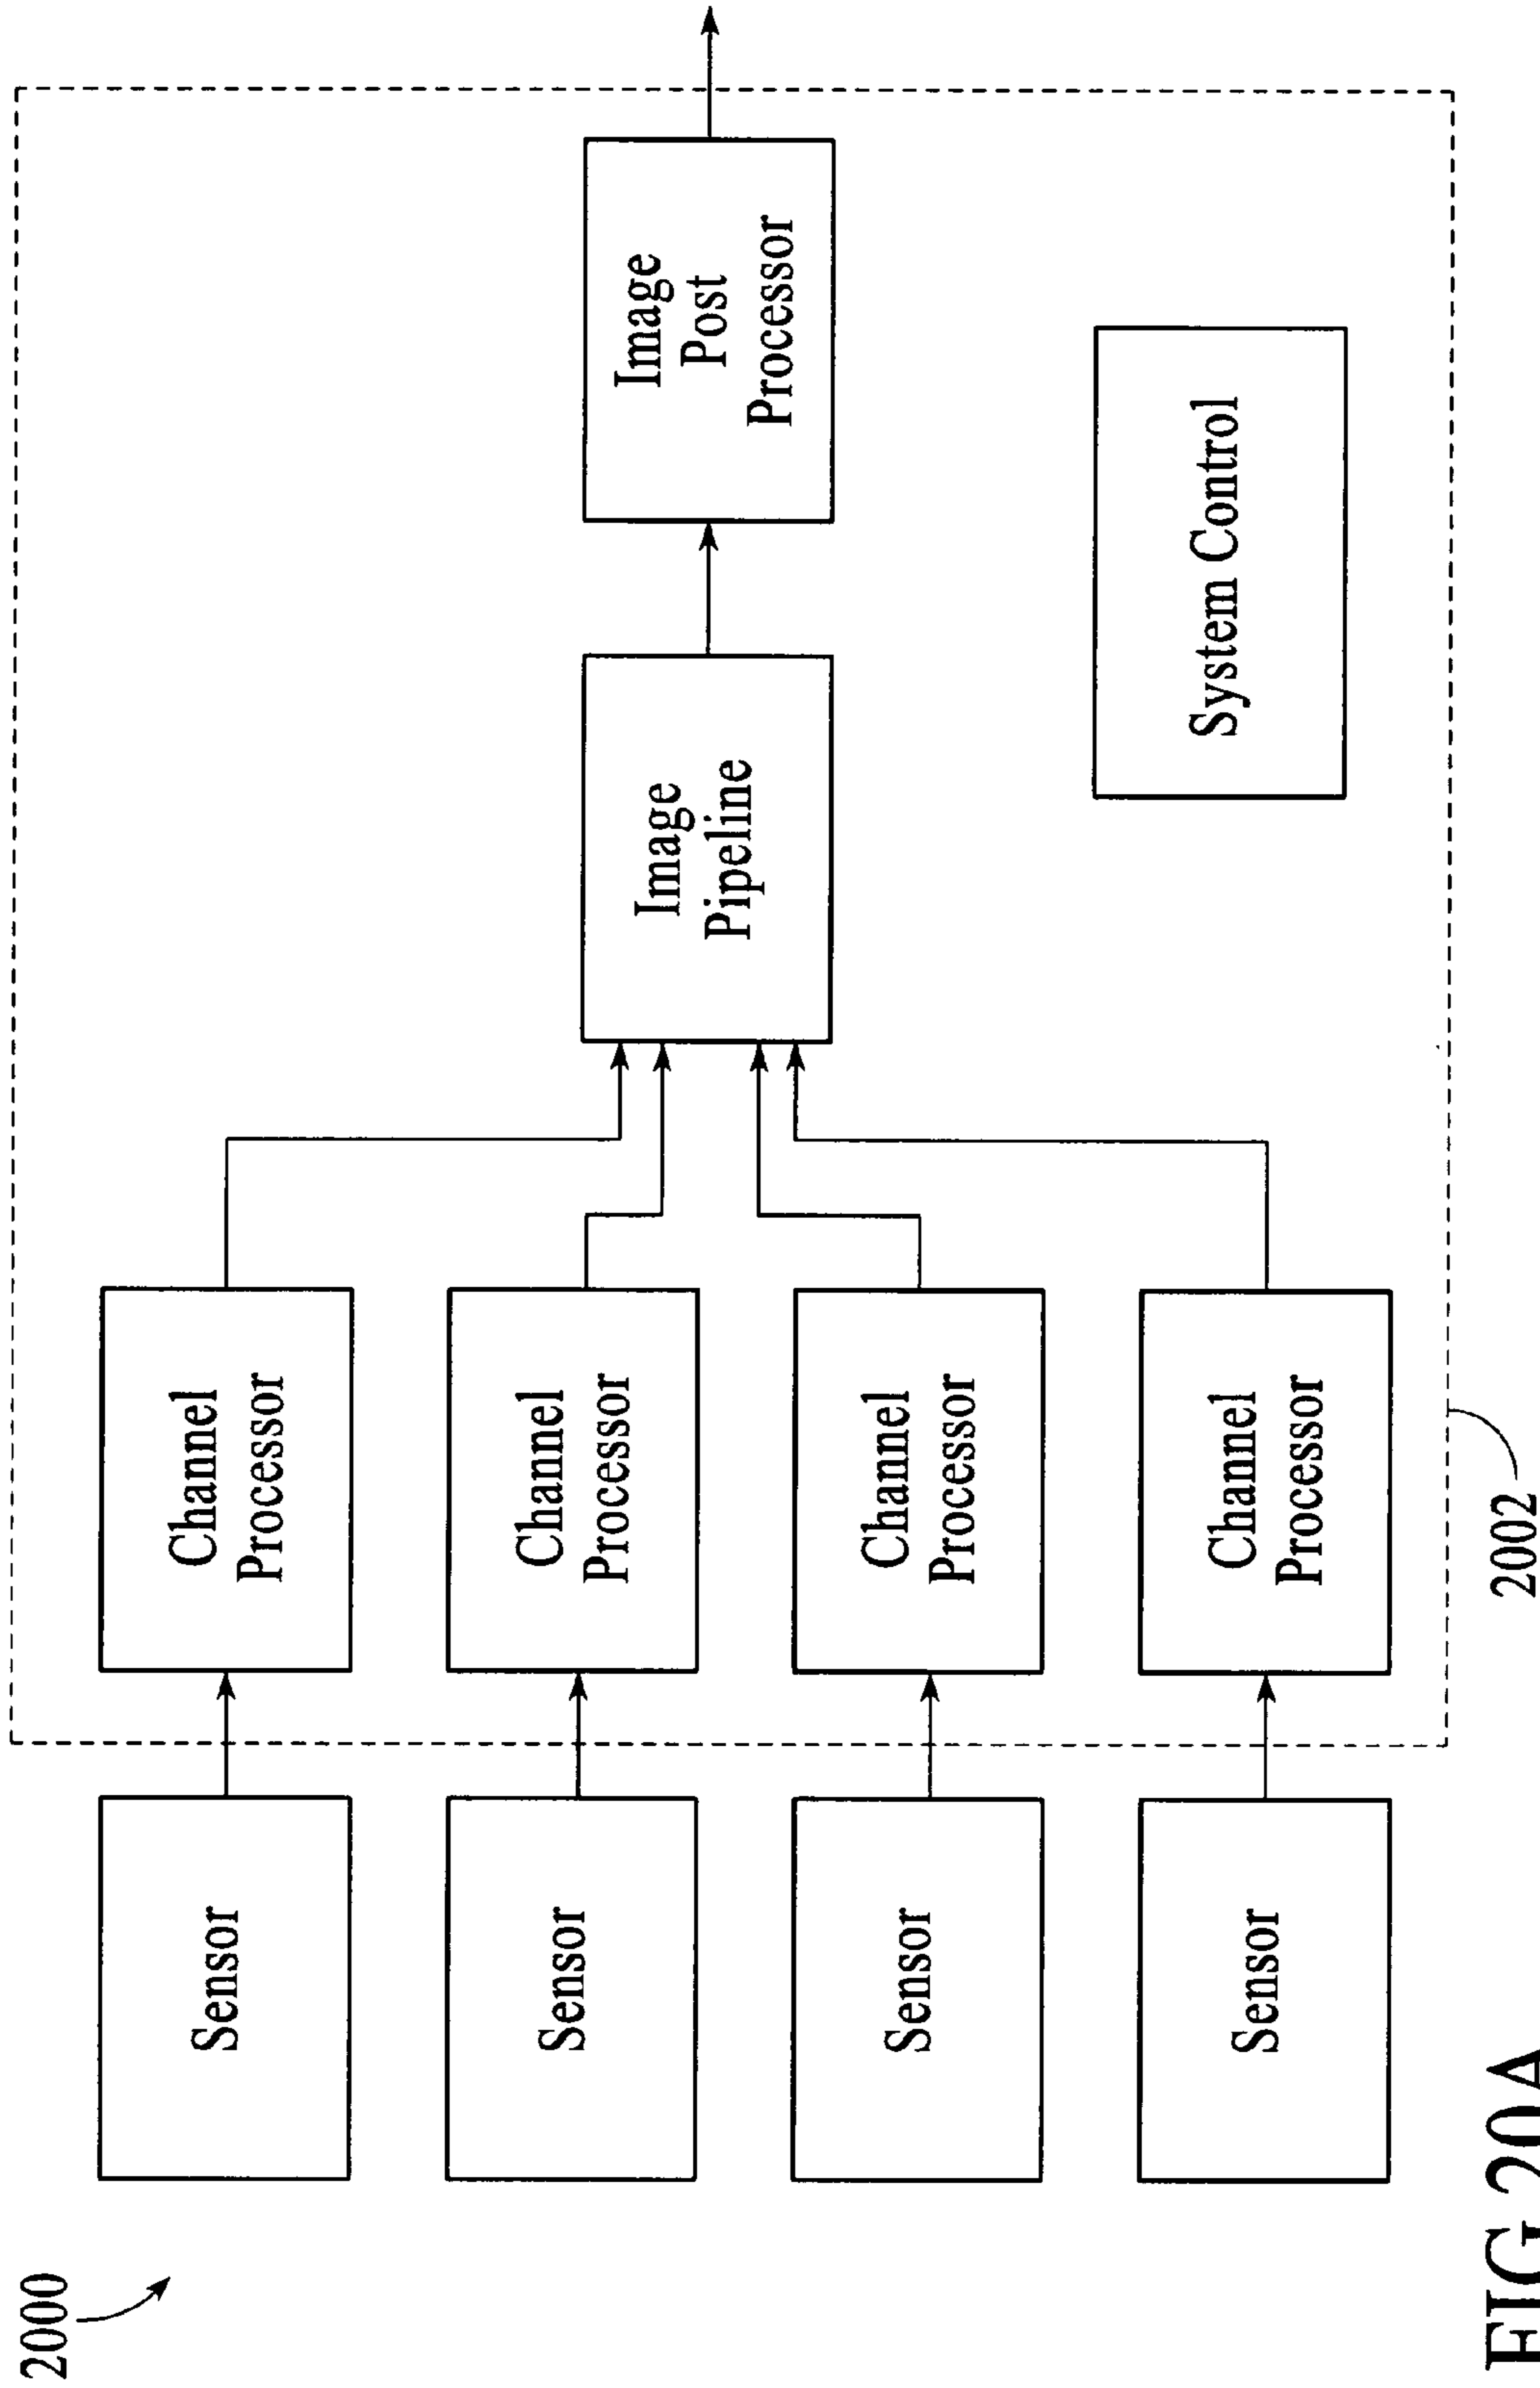 2000
Sensor
Sensor
Sensor
Sensor
Channel
Processor
Channel
Processor
Channel
Processor
Channel
Processor
Image
Pipeline
Image
Post
Processor
System Control
2002
FIG 20A